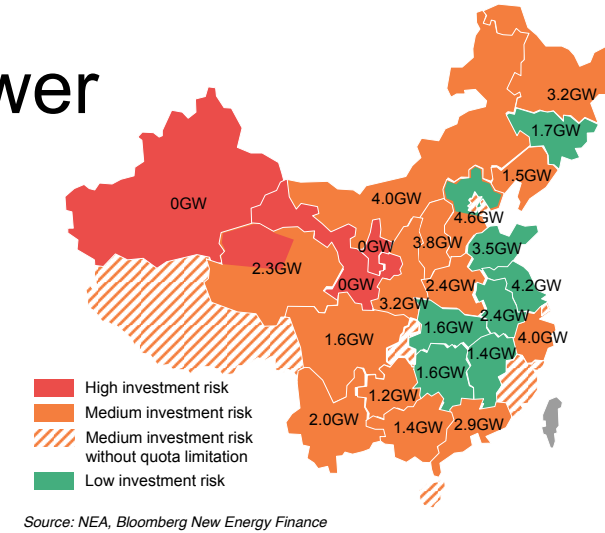 wer
3.2GW
1.7GW
1.5GW
0GW
4.0GW
4.6GW
0GW
3.8GW
3.5GW
2.3GW
0GW
2.4GW
4.2GW
3.2GW
2.4GW
1.6GW
1.6GW
4.0GW
1.4GW
1.6GW
1.2GW
2.0GW
1.4GW
2.9GW
High investment risk
Medium investment risk
Medium investment risk
without quota limitation
Low investment risk
Source: NEA, Bloomberg New Energy Finance